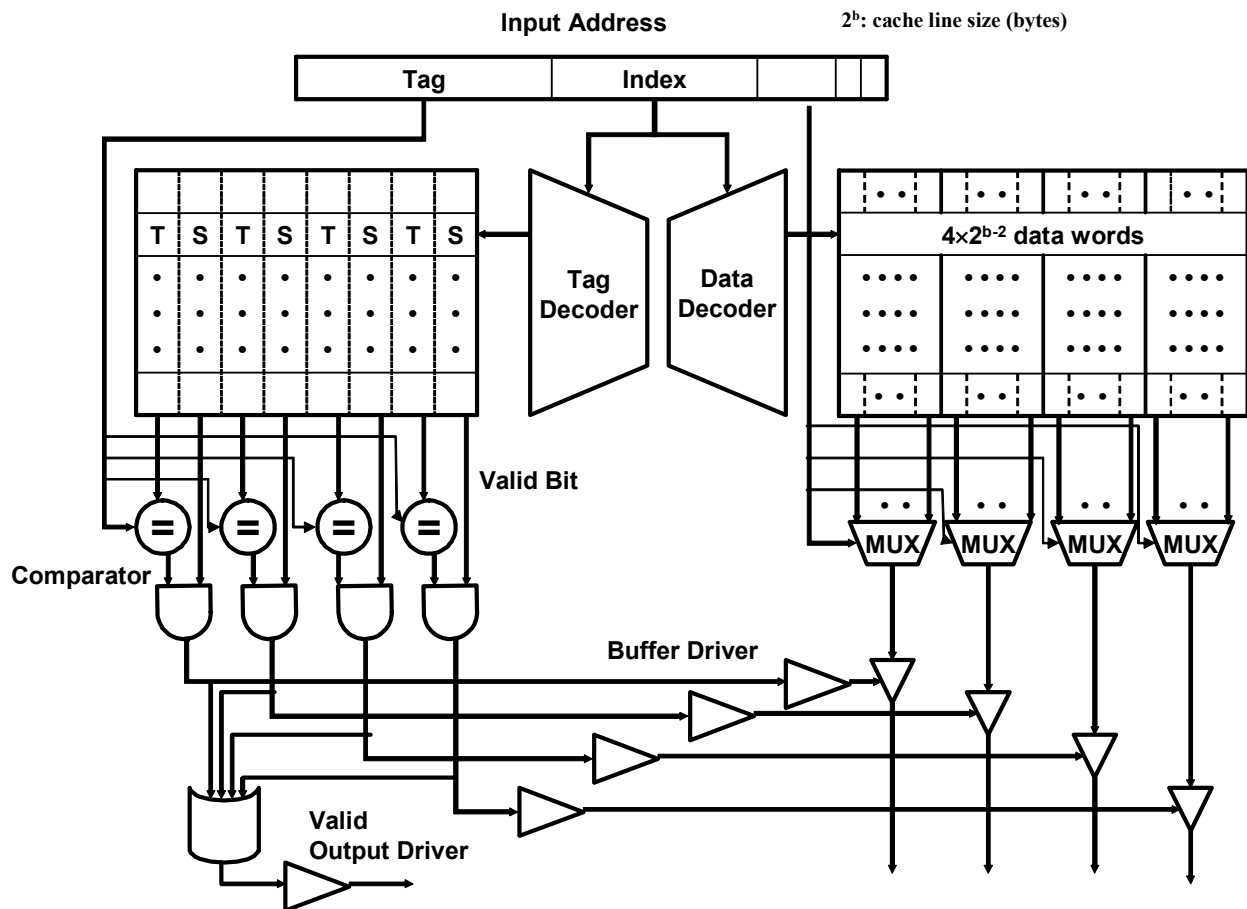 Input Address
2ᵇ: cache line size (bytes)
Tag
Index
T S T S T S T S
Tag
Decoder
Data
Decoder
4×2ᵇ⁻² data words
Valid Bit
= = = =
MUX MUX MUX MUX
Comparator
Buffer Driver
Valid
Output Driver